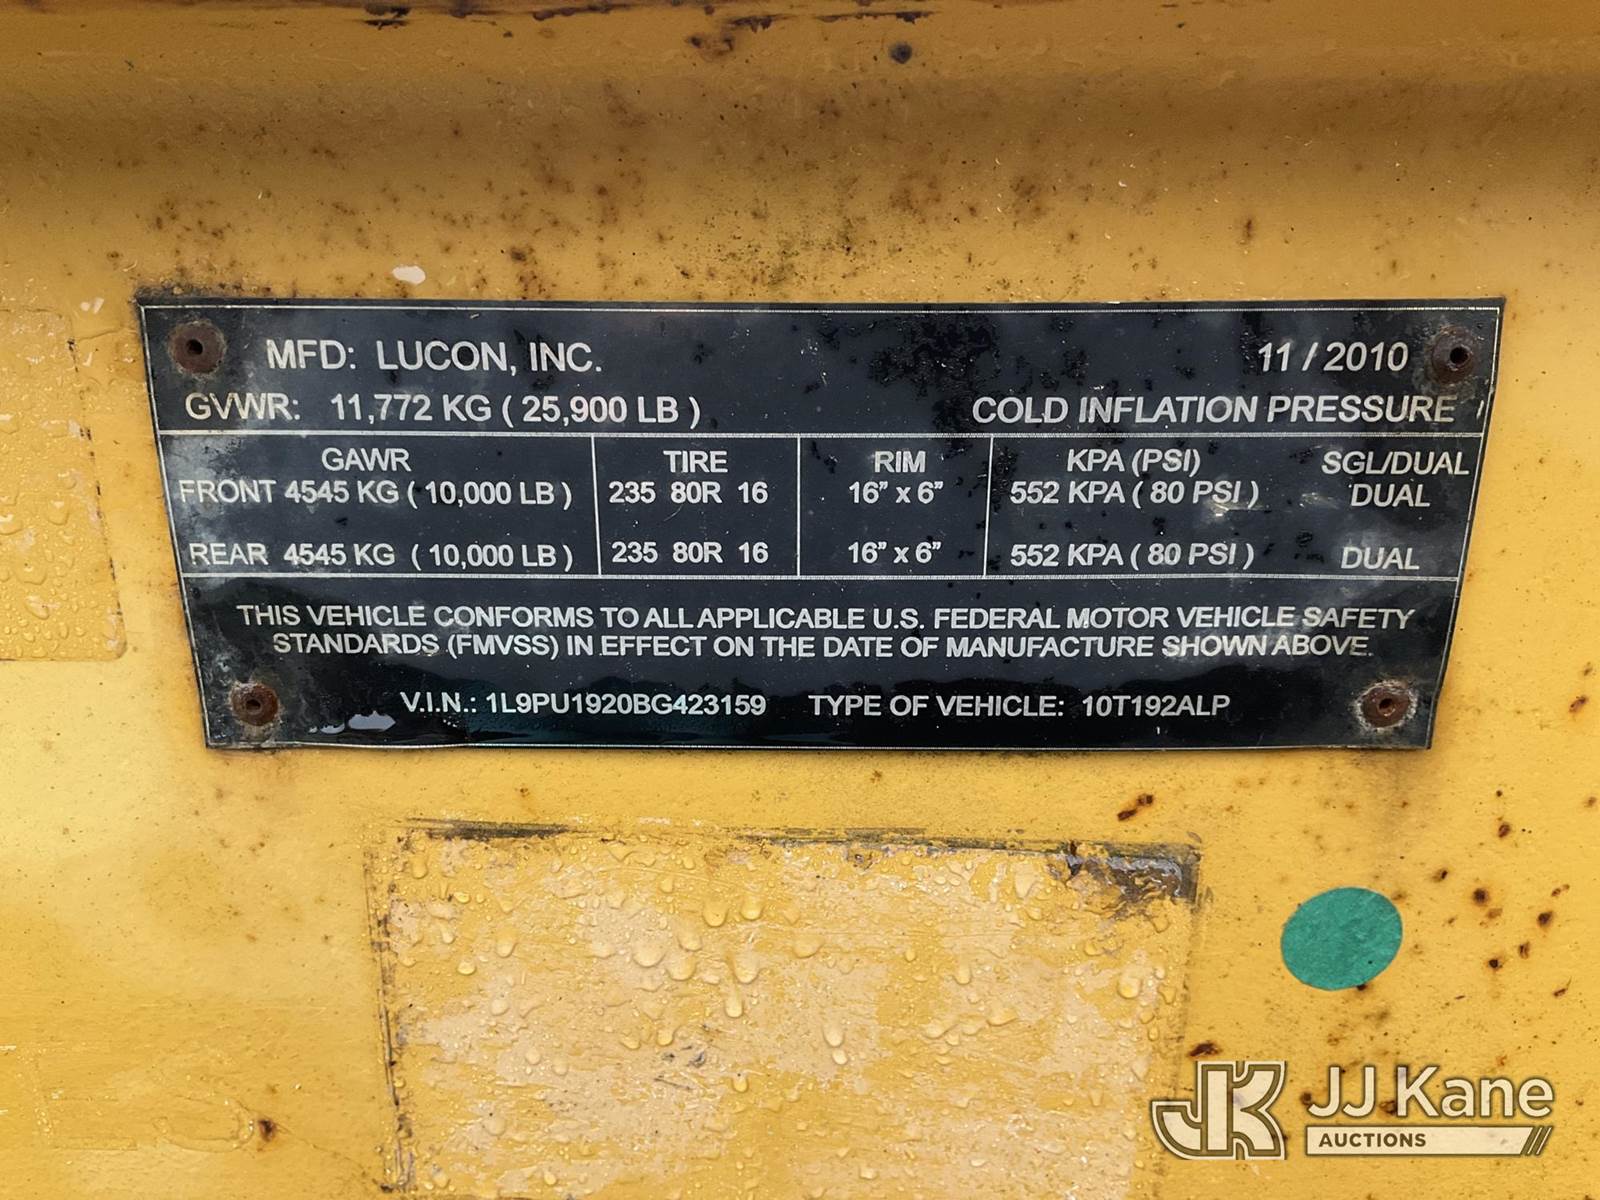 MFD: LUCON, INC. 11 / 2010
GVWR: 11,772 KG ( 25,900 LB ) COLD INFLATION PRESSURE
GAWR TIRE RIM KPA (PSI) SGL/DUAL
FRONT 4545 KG ( 10,000 LB ) 235 80R 16 16" x 6" 552 KPA ( 80 PSI ) DUAL
REAR 4545 KG ( 10,000 LB ) 235 80R 16 16" x 6" 552 KPA ( 80 PSI ) DUAL
THIS VEHICLE CONFORMS TO ALL APPLICABLE U.S. FEDERAL MOTOR VEHICLE SAFETY
STANDARDS (FMVSS) IN EFFECT ON THE DATE OF MANUFACTURE SHOWN ABOVE.
V.I.N.: 1L9PU1920BG423159 TYPE OF VEHICLE: 10T192ALP
JK JJ Kane
AUCTIONS